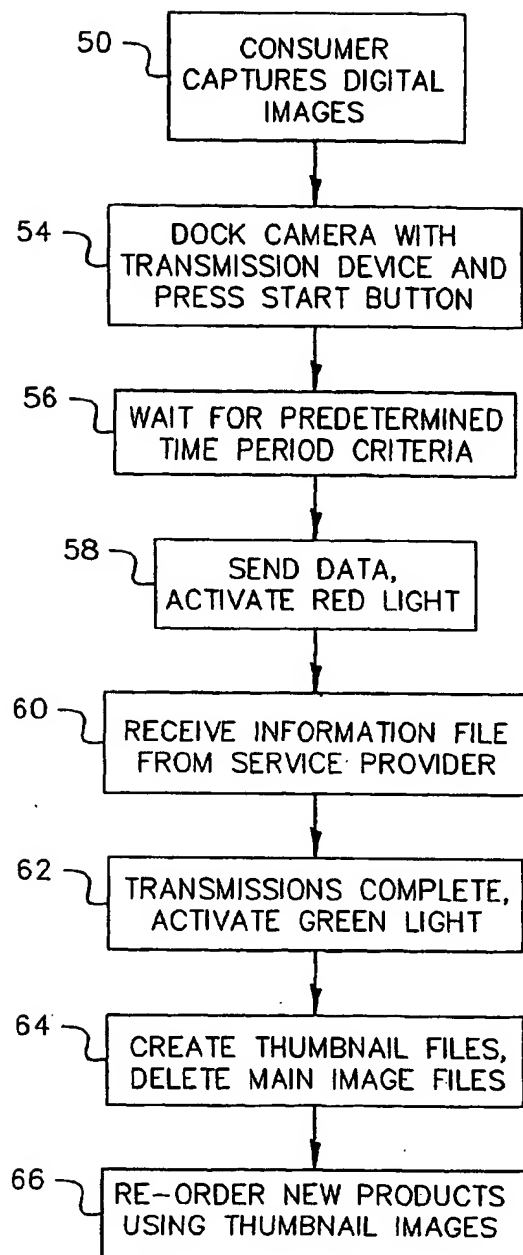 50
CONSUMER
CAPTURES DIGITAL
IMAGES
54
DOCK CAMERA WITH
TRANSMISSION DEVICE AND
PRESS START BUTTON
56
WAIT FOR PREDETERMINED
TIME PERIOD CRITERIA
58
SEND DATA,
ACTIVATE RED LIGHT
60
RECEIVE INFORMATION FILE
FROM SERVICE PROVIDER
62
TRANSMISSIONS COMPLETE,
ACTIVATE GREEN LIGHT
64
CREATE THUMBNAIL FILES,
DELETE MAIN IMAGE FILES
66
RE-ORDER NEW PRODUCTS
USING THUMBNAIL IMAGES